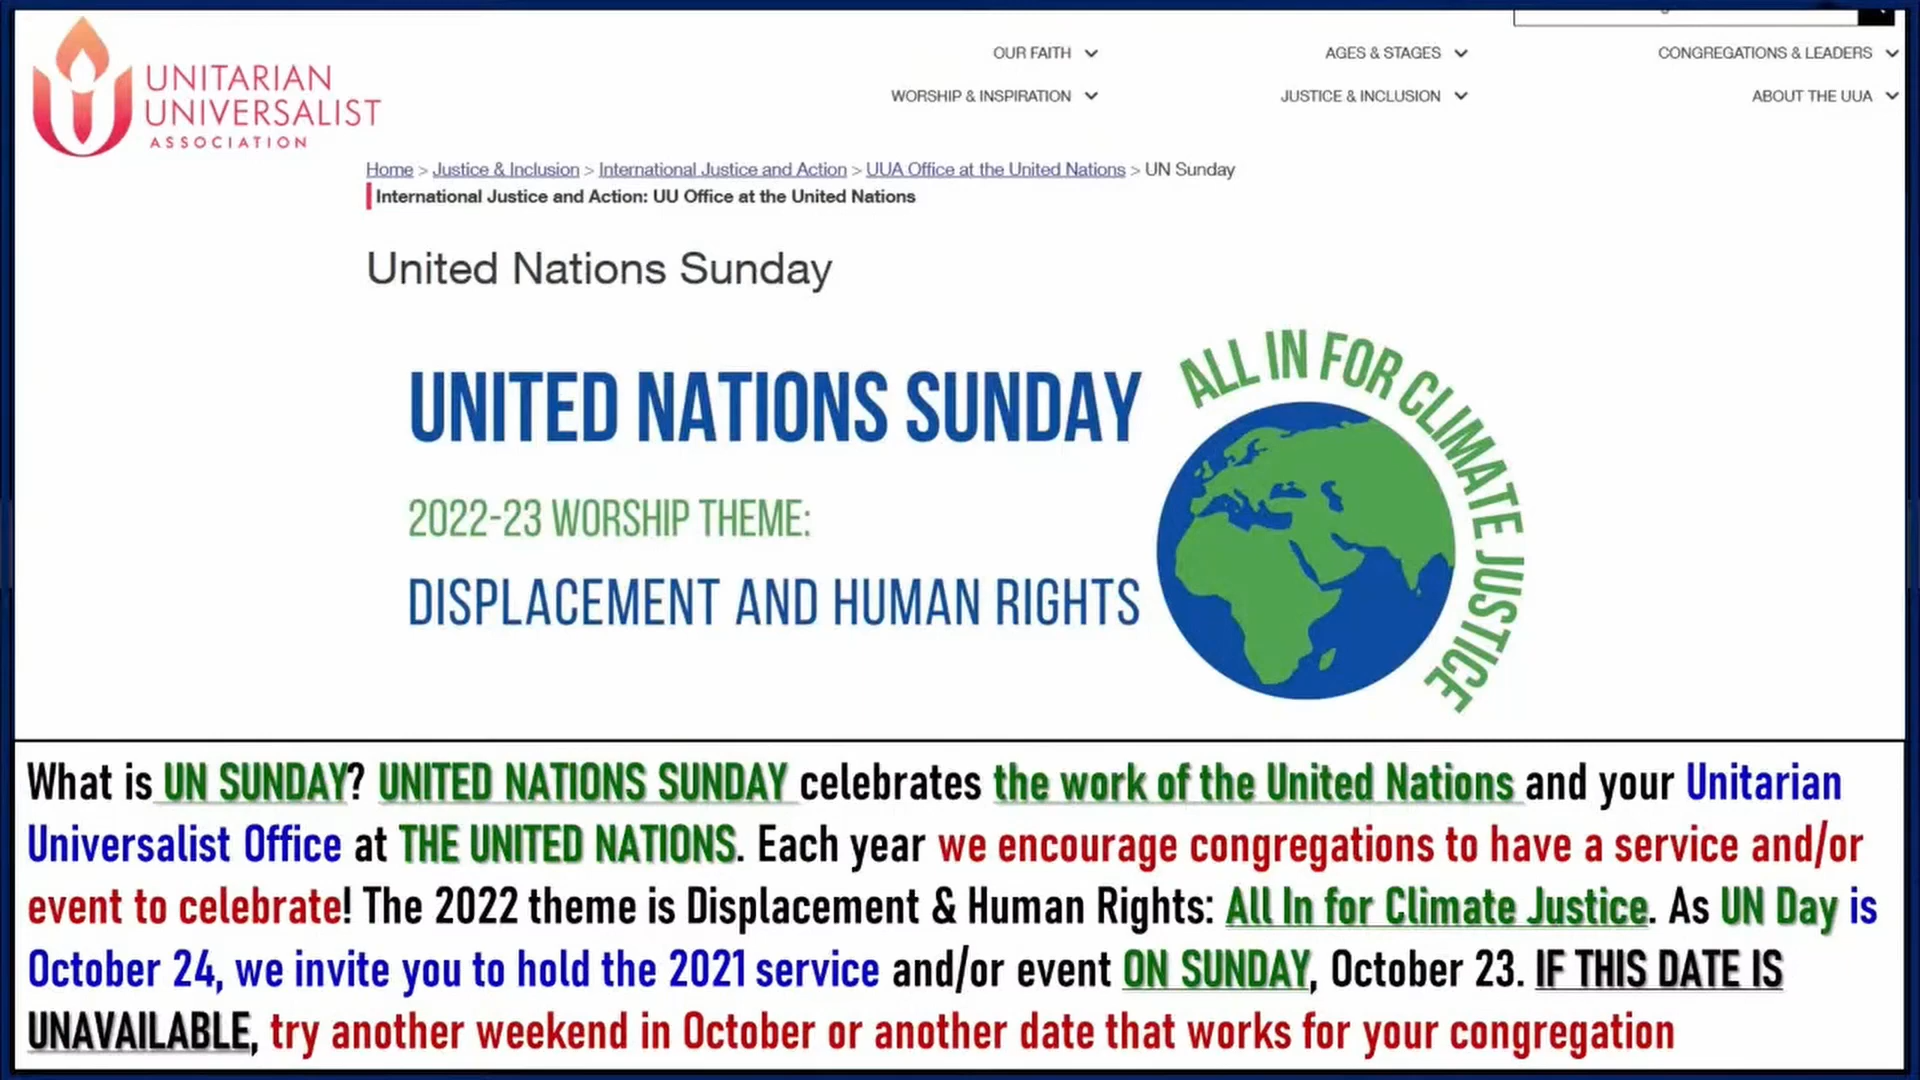 UNITARIAN
UNIVERSALIST
ASSOCIATION
OUR FAITH
AGES & STAGES
CONGREGATIONS & LEADERS
WORSHIP & INSPIRATION
JUSTICE & INCLUSION
ABOUT THE UUA
Home > Justice & Inclusion > International Justice and Action > UUA Office at the United Nations > UN Sunday
International Justice and Action: UU Office at the United Nations
United Nations Sunday
UNITED NATIONS SUNDAY
2022-23 WORSHIP THEME:
DISPLACEMENT AND HUMAN RIGHTS
ALL IN FOR CLIMATE JUSTICE
What is UN SUNDAY? UNITED NATIONS SUNDAY celebrates the work of the United Nations and your Unitarian
Universalist Office at THE UNITED NATIONS. Each year we encourage congregations to have a service and/or
event to celebrate! The 2022 theme is Displacement & Human Rights: All In for Climate Justice. As UN Day is
October 24, we invite you to hold the 2021 service and/or event ON SUNDAY, October 23. IF THIS DATE IS
UNAVAILABLE, try another weekend in October or another date that works for your congregation